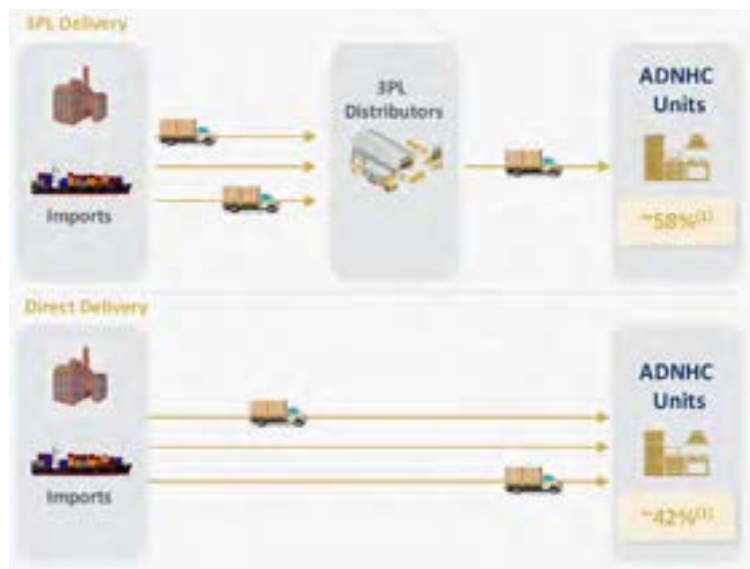 3PL Delivery
3PL
Distributors
ADNHC
Units
Imports
~58%(1)
Direct Delivery
ADNHC
Units
Imports
~42%(1)